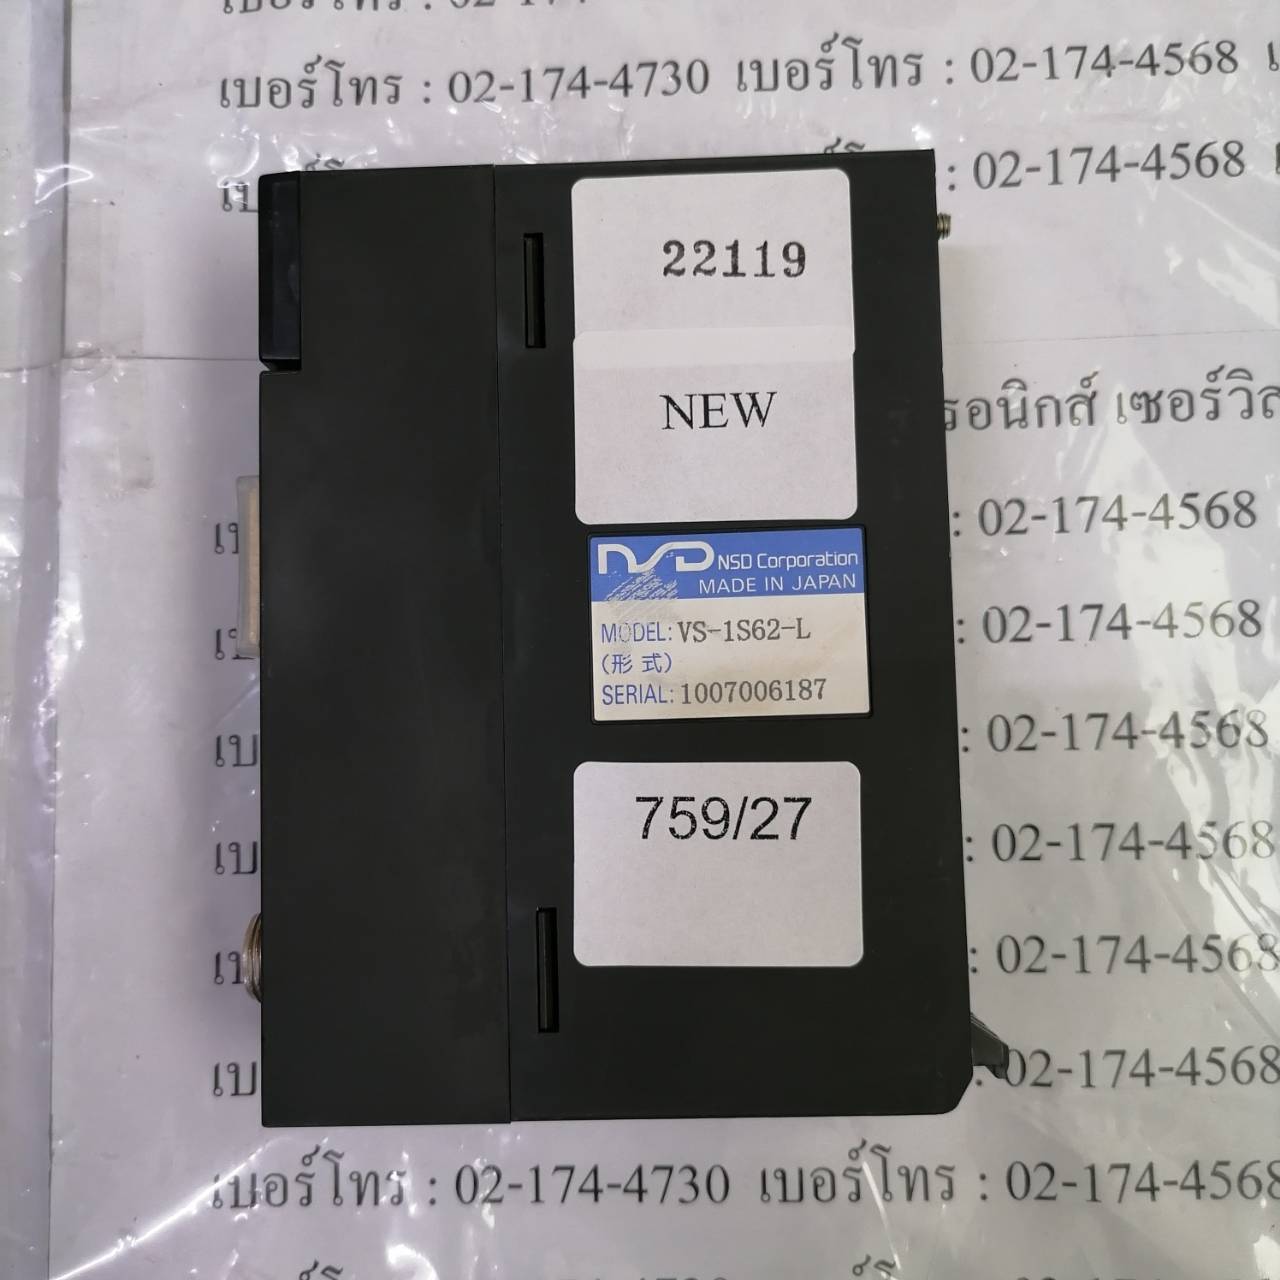 เบอร์โทร : 02-174-4730 เบอร์โทร : 02-174-4568
: 02-174-4568
22119
NEW
รอนิกส์ เซอร์วิส
: 02-174-4568
NSD NSD Corporation
MADE IN JAPAN
MODEL: VS-1S62-L
(形 式)
: 02-174-4568
SERIAL: 1007006187
: 02-174-4568
759/27
: 02-174-4568
: 02-174-4568
02-174-4568
เบอร์โทร : 02-174-4730 เบอร์โทร : 02-174-4568